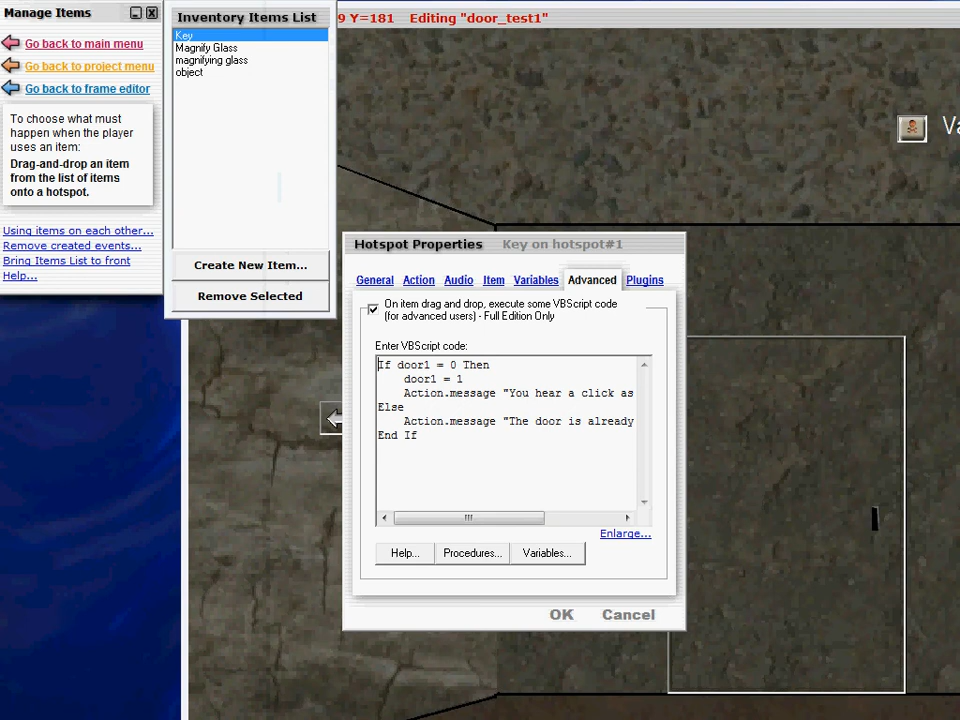 Manage Items
Go back to main menu
Go back to project menu
Go back to frame editor
To choose what must
happen when the player
uses an item:
Drag-and-drop an item
from the list of items
onto a hotspot.
Using items on each other...
Remove created events...
Bring Items List to front
Help...
Inventory Items List
Key
Magnify Glass
magnifying glass
object
Create New Item...
Remove Selected
9 Y=181 Editing "door_test1"
Hotspot Properties Key on hotspot#1
General Action Audio Item Variables Advanced Plugins
On item drag and drop, execute some VBScript code
(for advanced users) - Full Edition Only
Enter VBScript code:
If door1 = 0 Then
door1 = 1
Action.message "You hear a click as
Else
Action.message "The door is already
End If
Enlarge...
Help... Procedures... Variables...
OK Cancel